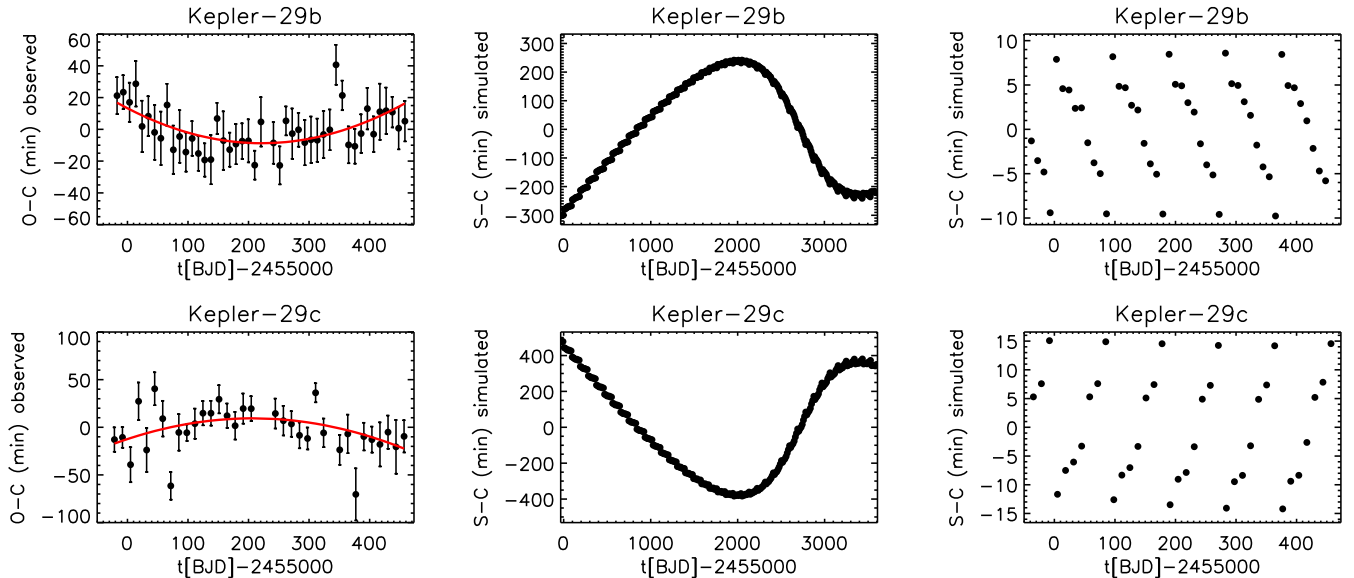 Kepler-29b
O-C (min) observed
60
40
20
0
-20
-40
-60
0 100 200 300 400
t[BJD]-2455000
Kepler-29b
S-C (min) simulated
300
200
100
0
-100
-200
-300
0 1000 2000 3000
t[BJD]-2455000
Kepler-29b
S-C (min) simulated
10
5
0
-5
-10
0 100 200 300 400
t[BJD]-2455000
Kepler-29c
O-C (min) observed
100
50
0
-50
-100
0 100 200 300 400
t[BJD]-2455000
Kepler-29c
S-C (min) simulated
400
200
0
-200
-400
0 1000 2000 3000
t[BJD]-2455000
Kepler-29c
S-C (min) simulated
15
10
5
0
-5
-10
-15
0 100 200 300 400
t[BJD]-2455000